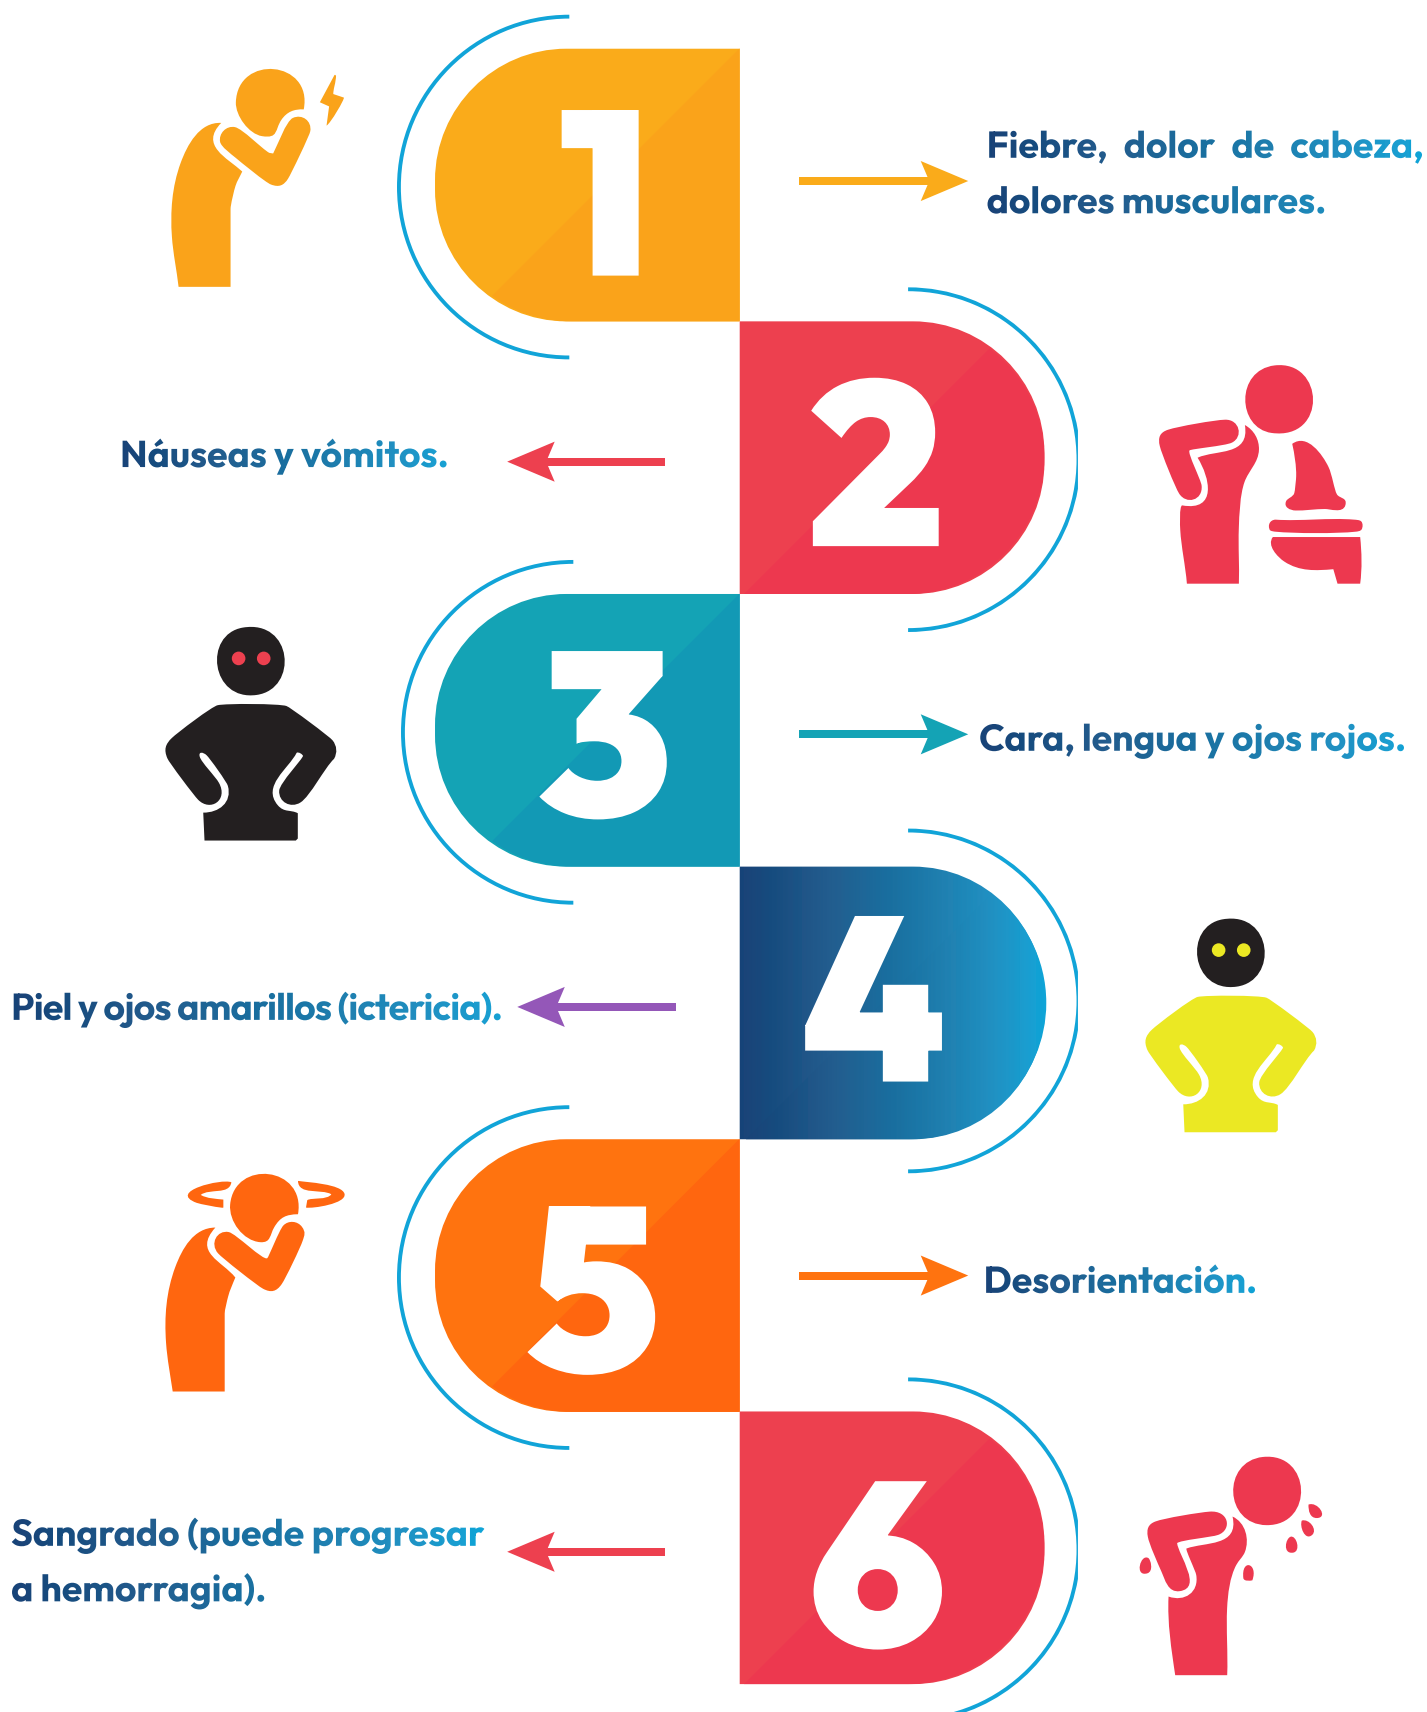 1
Fiebre, dolor de cabeza,
dolores musculares.
2
Náuseas y vómitos.
3
Cara, lengua y ojos rojos.
4
Piel y ojos amarillos (ictericia).
5
Desorientación.
6
Sangrado (puede progresar
a hemorragia).